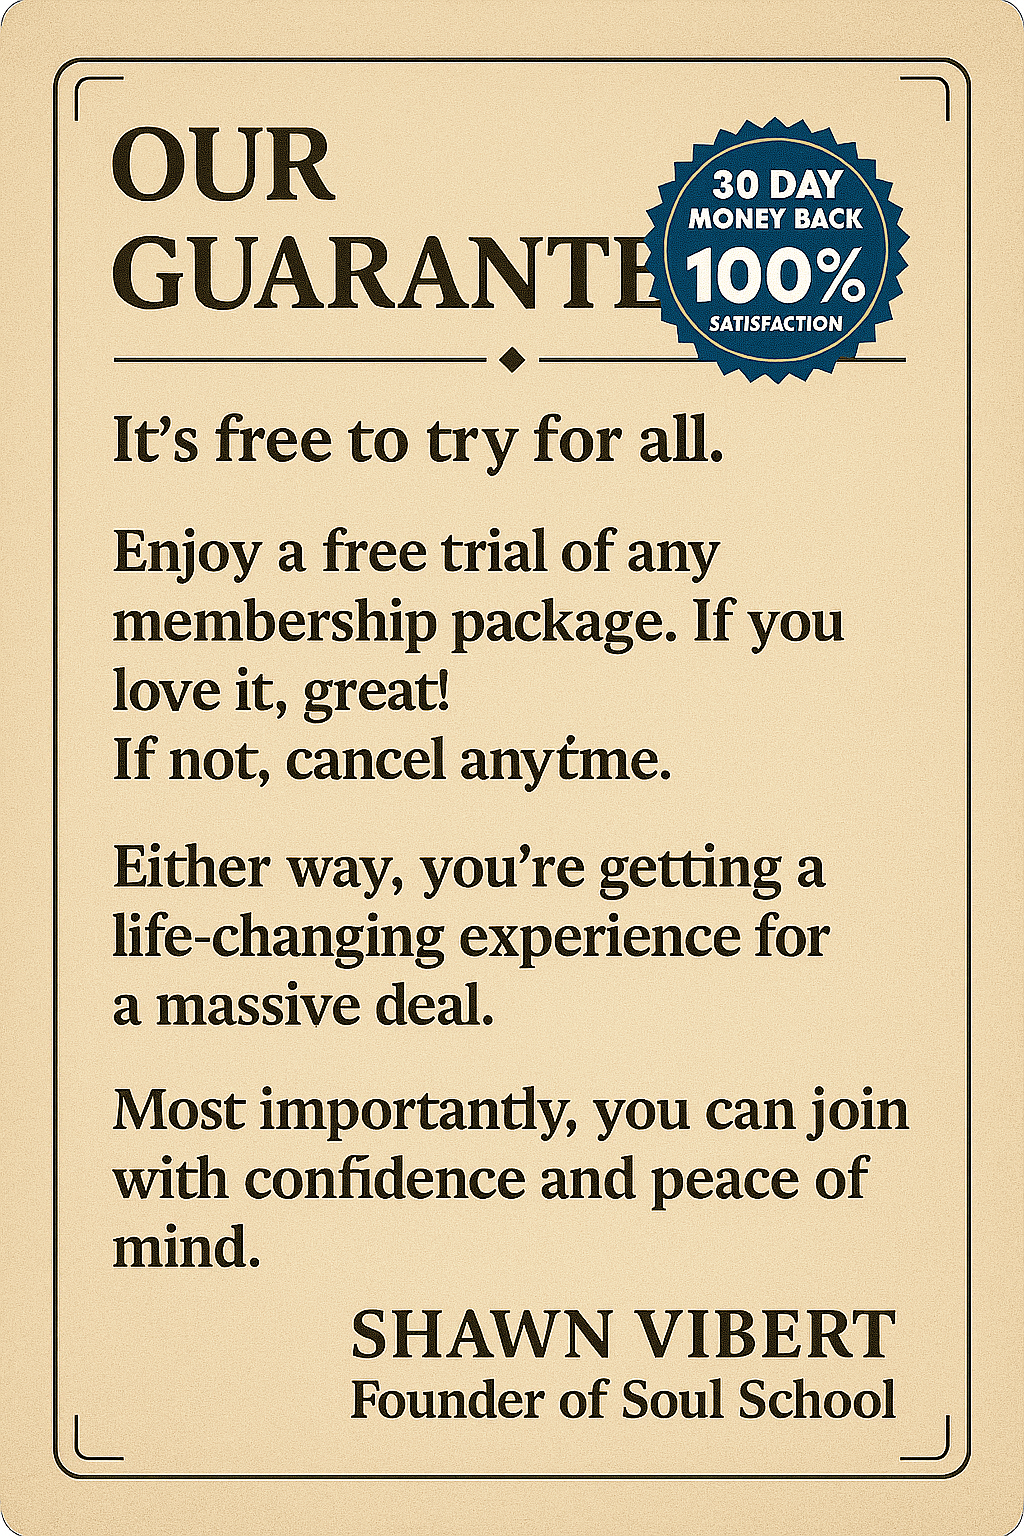 OUR
GUARANTE
30 DAY
MONEY BACK
100%
SATISFACTION
It's free to try for all.
Enjoy a free trial of any
membership package. If you
love it, great!
If not, cancel anytime.
Either way, you're getting a
life-changing experience for
a massive deal.
Most importantly, you can join
with confidence and peace of
mind.
SHAWN VIBERT
Founder of Soul School